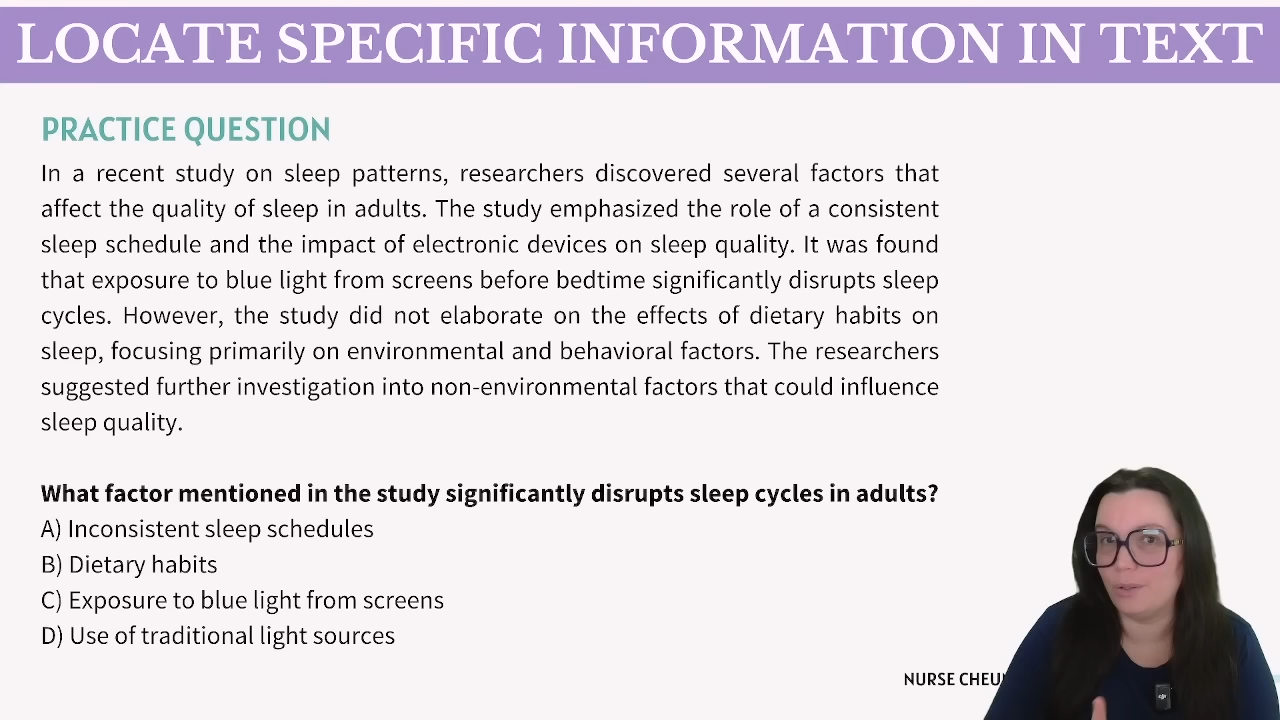 LOCATE SPECIFIC INFORMATION IN TEXT
PRACTICE QUESTION
In a recent study on sleep patterns, researchers discovered several factors that
affect the quality of sleep in adults. The study emphasized the role of a consistent
sleep schedule and the impact of electronic devices on sleep quality. It was found
that exposure to blue light from screens before bedtime significantly disrupts sleep
cycles. However, the study did not elaborate on the effects of dietary habits on
sleep, focusing primarily on environmental and behavioral factors. The researchers
suggested further investigation into non-environmental factors that could influence
sleep quality.
What factor mentioned in the study significantly disrupts sleep cycles in adults?
A) Inconsistent sleep schedules
B) Dietary habits
C) Exposure to blue light from screens
D) Use of traditional light sources
NURSE